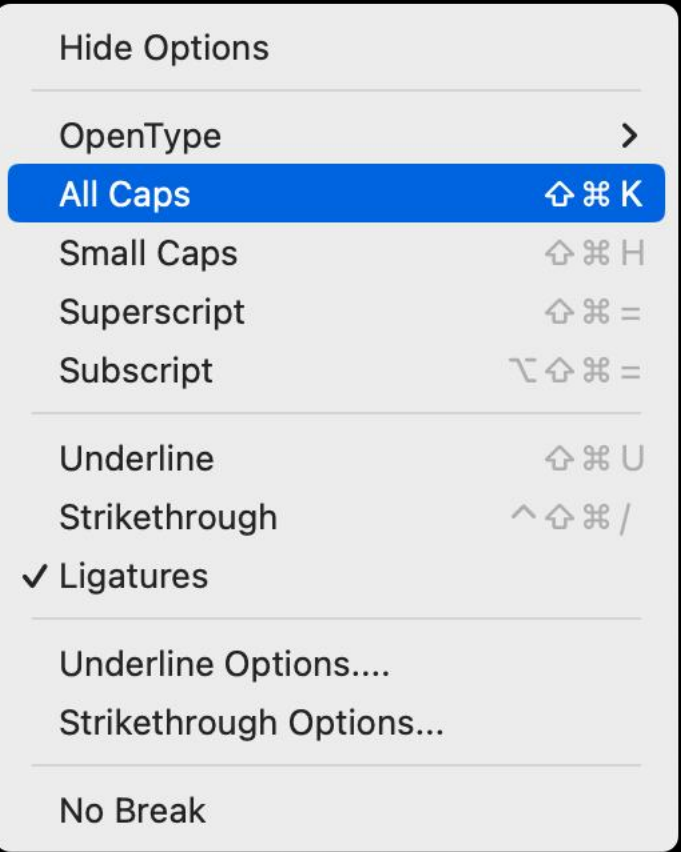 Hide Options
OpenType
All Caps ⇧⌘K
Small Caps ⇧⌘H
Superscript ⇧⌘=
Subscript ⌥⇧⌘=
Underline ⇧⌘U
Strikethrough ^⇧⌘/
✓ Ligatures
Underline Options....
Strikethrough Options...
No Break